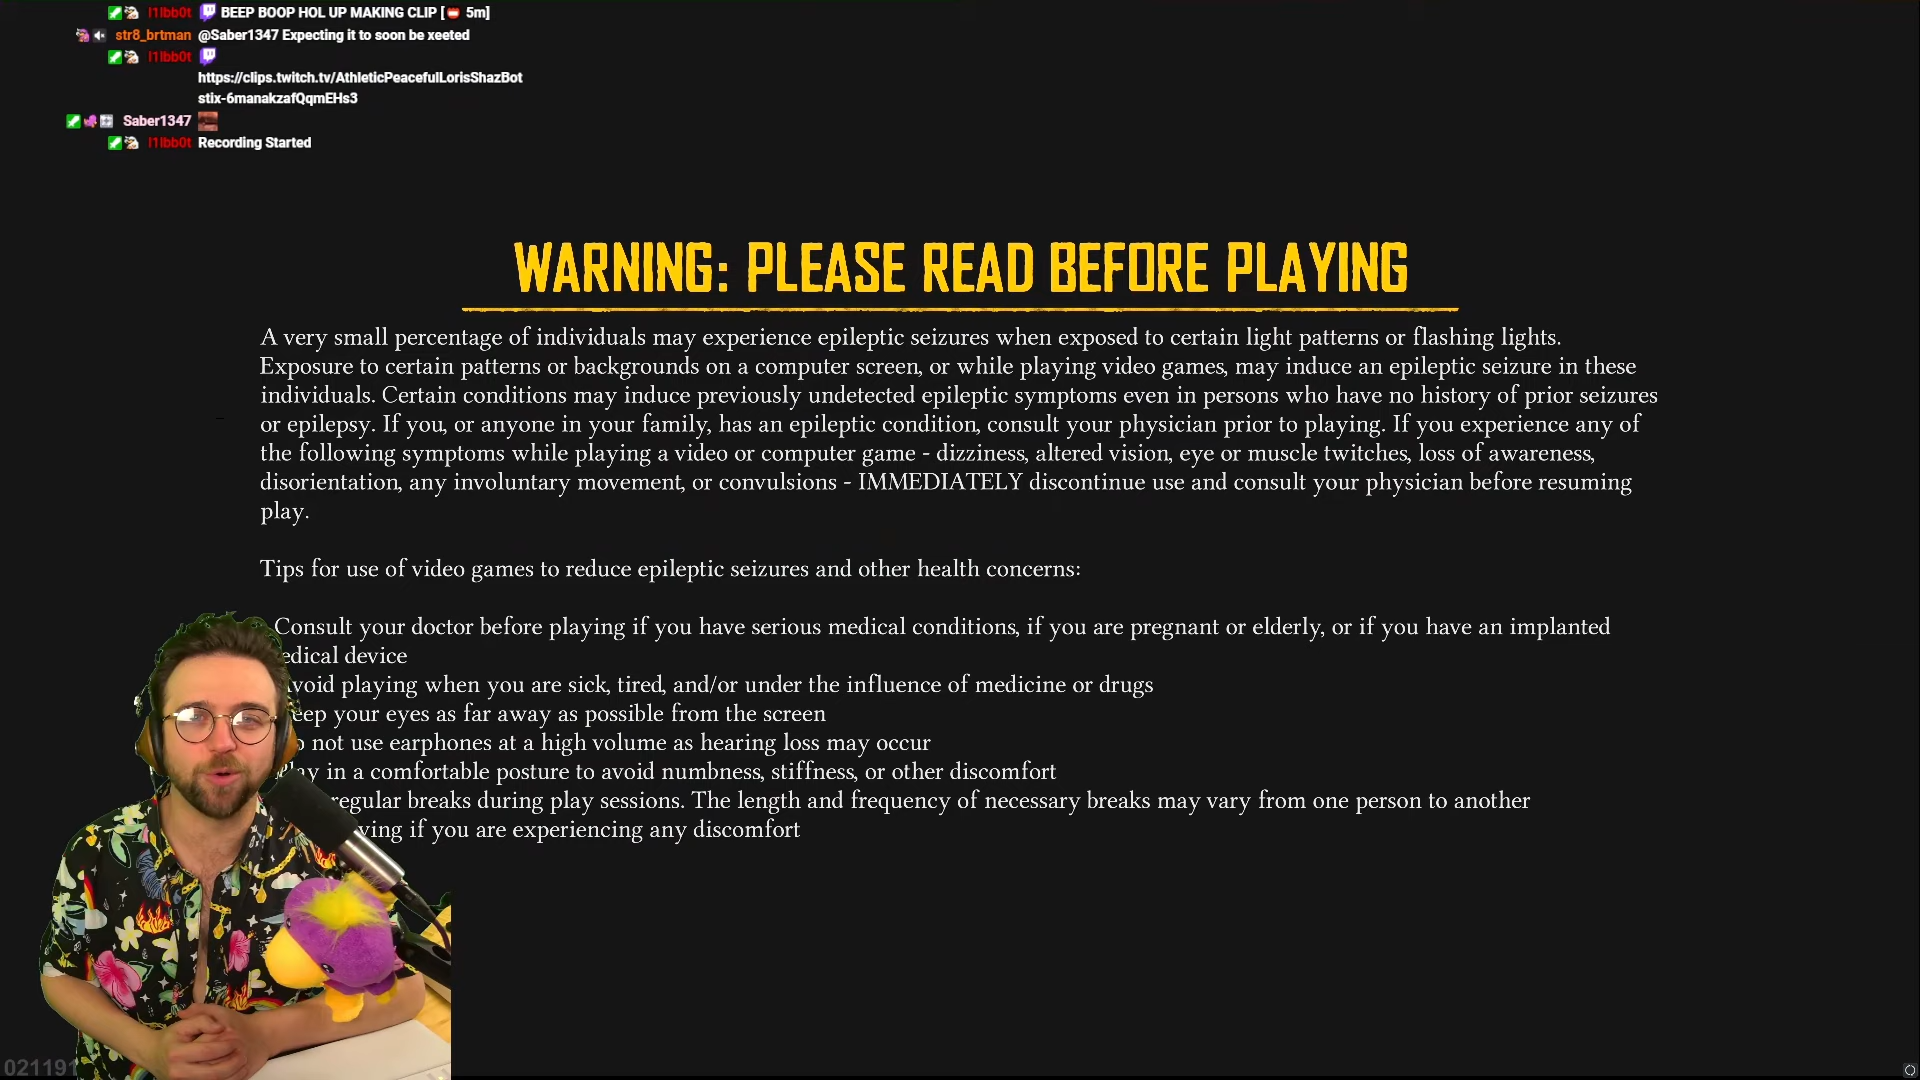 l1lbb0t BEEP BOOP HOL UP MAKING CLIP [ 5m]
str8_brtman @Saber1347 Expecting it to soon be xeeted
l1lbb0t
https://clips.twitch.tv/AthleticPeacefulLorisShazBot
stix-6manakzafQqmEHs3
Saber1347
l1lbb0t Recording Started
WARNING: PLEASE READ BEFORE PLAYING
A very small percentage of individuals may experience epileptic seizures when exposed to certain light patterns or flashing lights.
Exposure to certain patterns or backgrounds on a computer screen, or while playing video games, may induce an epileptic seizure in these
individuals. Certain conditions may induce previously undetected epileptic symptoms even in persons who have no history of prior seizures
or epilepsy. If you, or anyone in your family, has an epileptic condition, consult your physician prior to playing. If you experience any of
the following symptoms while playing a video or computer game - dizziness, altered vision, eye or muscle twitches, loss of awareness,
disorientation, any involuntary movement, or convulsions - IMMEDIATELY discontinue use and consult your physician before resuming
play.
Tips for use of video games to reduce epileptic seizures and other health concerns:
Consult your doctor before playing if you have serious medical conditions, if you are pregnant or elderly, or if you have an implanted
edical device
void playing when you are sick, tired, and/or under the influence of medicine or drugs
eep your eyes as far away as possible from the screen
o not use earphones at a high volume as hearing loss may occur
lay in a comfortable posture to avoid numbness, stiffness, or other discomfort
regular breaks during play sessions. The length and frequency of necessary breaks may vary from one person to another
ying if you are experiencing any discomfort
021191